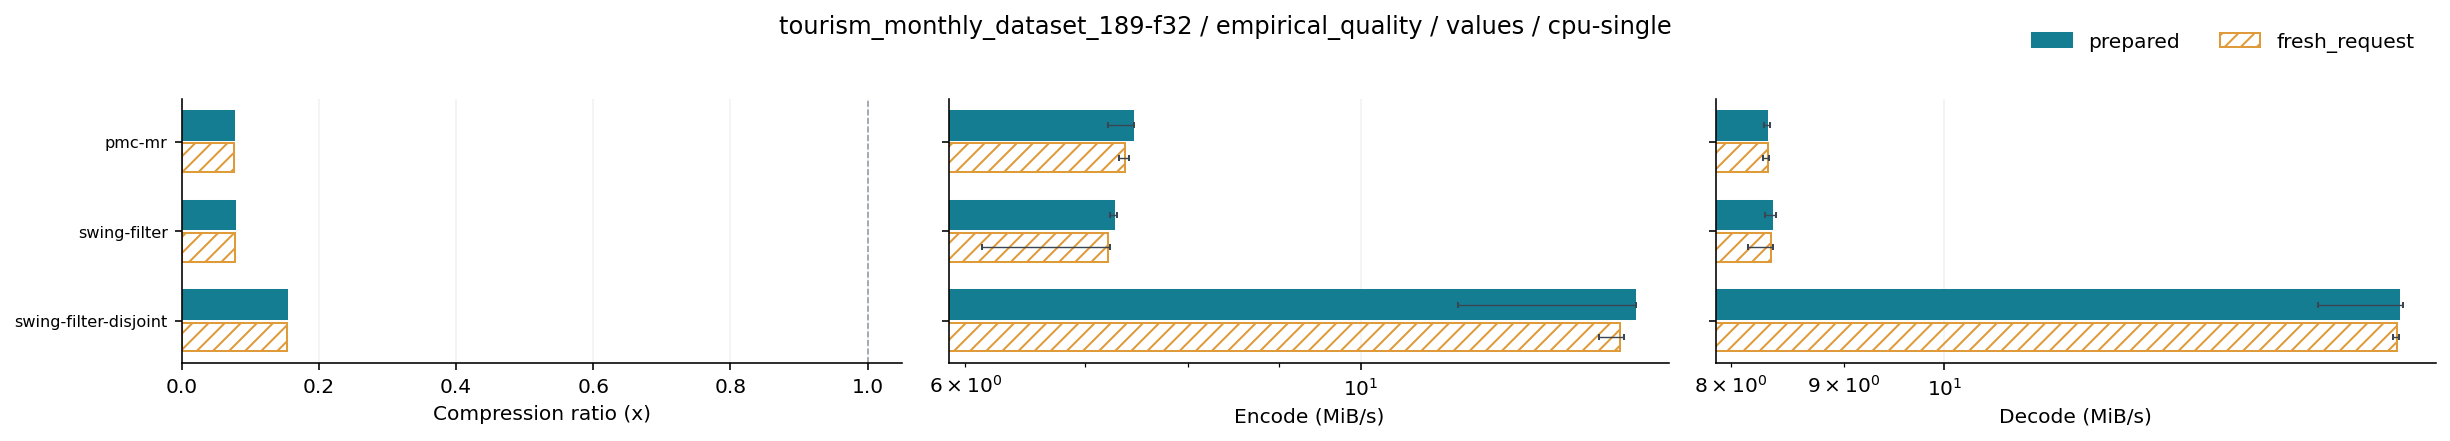 tourism_monthly_dataset_189-f32 / empirical_quality / values / cpu-single
prepared
fresh_request
pmc-mr
swing-filter
swing-filter-disjoint
0.0 0.2 0.4 0.6 0.8 1.0
Compression ratio (x)
6 × 10⁰ 10¹
Encode (MiB/s)
8 × 10⁰ 9 × 10⁰ 10¹
Decode (MiB/s)